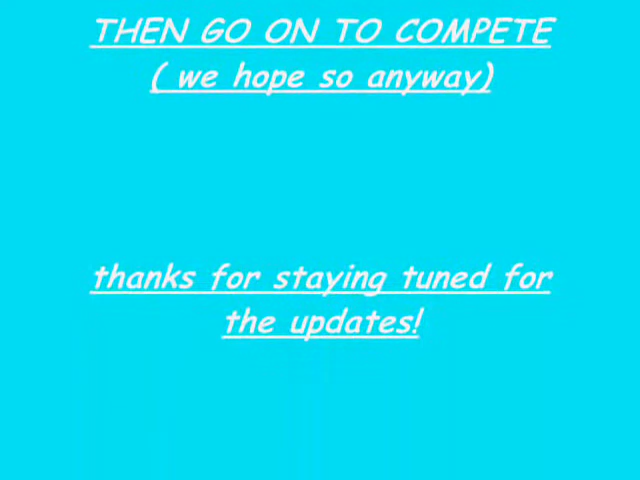 THEN GO ON TO COMPETE
( we hope so anyway)
thanks for staying tuned for
the updates!